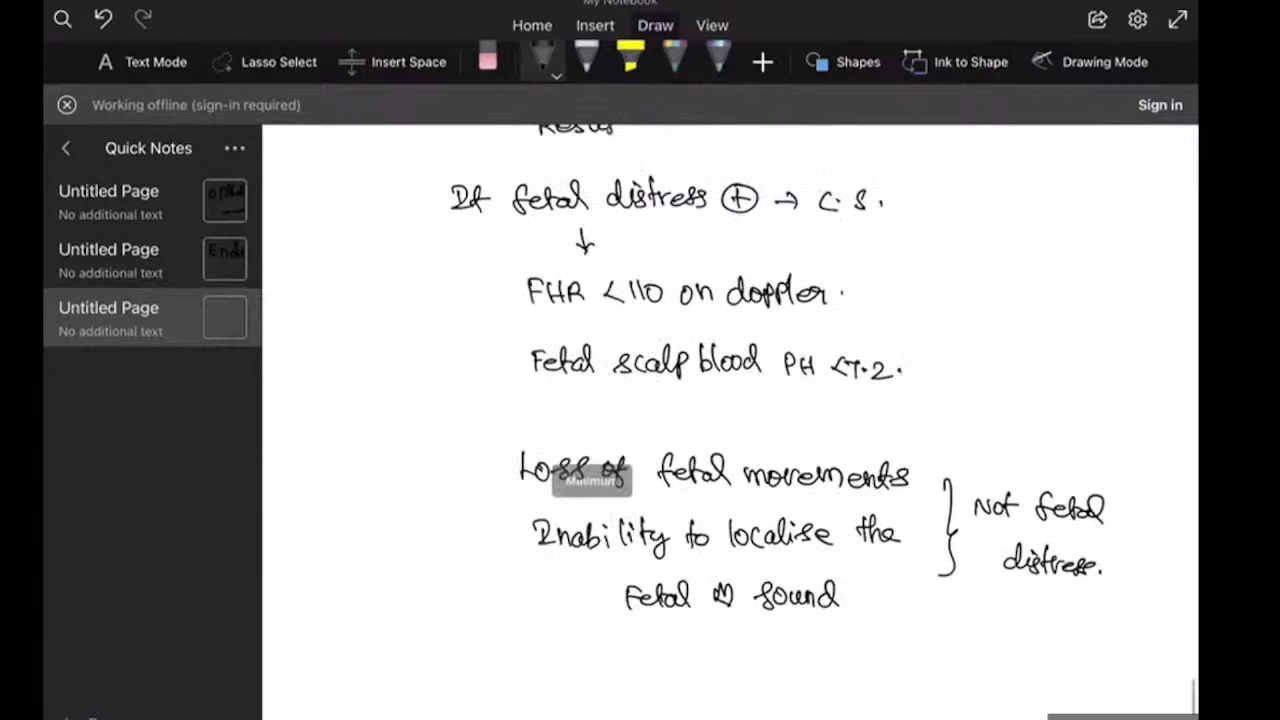 My Notebook
Home Insert Draw View
Text Mode Lasso Select Insert Space Shapes Ink to Shape Drawing Mode
Working offline (sign-in required) Sign in
Quick Notes
Untitled Page
No additional text
Untitled Page
No additional text
Untitled Page
No additional text
If fetal distress ⊕ → C.S.
↓
FHR <110 on doppler.
Fetal scalp blood PH <7.2.
Loss of fetal movements
Minimum
Inability to localise the
Fetal ♡ sound
} Not fetal
distress.